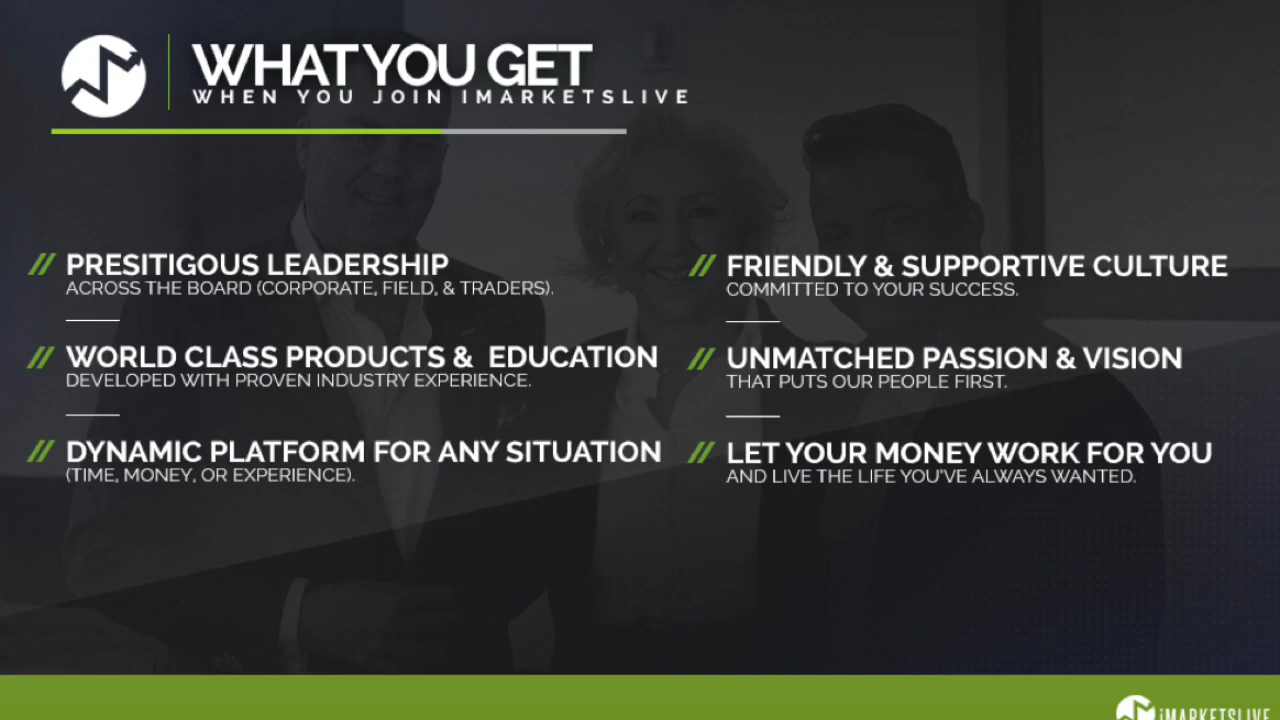 WHAT YOU GET
WHEN YOU JOIN IMARKETSLIVE
// PRESITIGOUS LEADERSHIP
ACROSS THE BOARD (CORPORATE, FIELD, & TRADERS).
// WORLD CLASS PRODUCTS & EDUCATION
DEVELOPED WITH PROVEN INDUSTRY EXPERIENCE.
// DYNAMIC PLATFORM FOR ANY SITUATION
(TIME, MONEY, OR EXPERIENCE).
// FRIENDLY & SUPPORTIVE CULTURE
COMMITTED TO YOUR SUCCESS.
// UNMATCHED PASSION & VISION
THAT PUTS OUR PEOPLE FIRST.
// LET YOUR MONEY WORK FOR YOU
AND LIVE THE LIFE YOU'VE ALWAYS WANTED.
iMARKETSLIVE